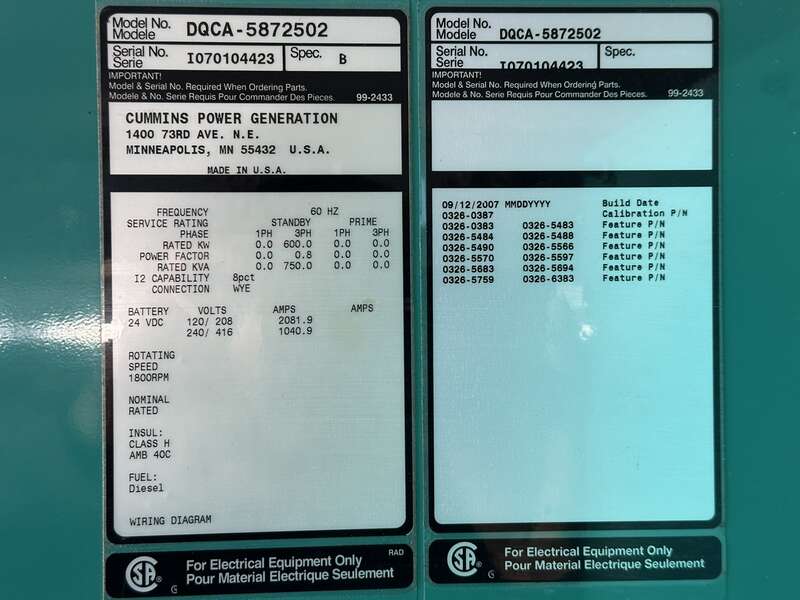 Model No. Modele DQCA-5872502
Serial No. Serie I070104423 Spec. B
IMPORTANT!
Model & Serial No. Required When Ordering Parts.
Modele & No. Serie Requis Pour Commander Des Pieces. 99-2433
CUMMINS POWER GENERATION
1400 73RD AVE. N.E.
MINNEAPOLIS, MN 55432 U.S.A.
MADE IN U.S.A.
FREQUENCY 60 HZ
SERVICE RATING STANDBY PRIME
PHASE 1PH 3PH 1PH 3PH
RATED KW 0.0 600.0 0.0 0.0
POWER FACTOR 0.0 0.8 0.0 0.0
RATED KVA 0.0 750.0 0.0 0.0
I2 CAPABILITY 8pct
CONNECTION WYE
BATTERY VOLTS AMPS AMPS
24 VDC 120/ 208 2081.9
240/ 416 1040.9
ROTATING
SPEED
1800RPM
NOMINAL
RATED
INSUL:
CLASS H
AMB 40C
FUEL:
Diesel
WIRING DIAGRAM
RAD
SA
G
For Electrical Equipment Only
Pour Material Electrique Seulement
Model No. Modele DQCA-5872502
Serial No. Serie I070104423
IMPORTANT!
Model & Serial No. Required When Ordering Parts.
Modele & No. Serie Requis Pour Commander Des Pieces. 99-2433
09/12/2007 MMDDYYYY Build Date
0326-0387 Calibration P/N
0326-0383 0326-5483 Feature P/N
0326-5484 0326-5488 Feature P/N
0326-5490 0326-5566 Feature P/N
0326-5570 0326-5597 Feature P/N
0326-5683 0326-5694 Feature P/N
0326-5759 0326-6383 Feature P/N
SA
G
For Electrical Equipment Only
Pour Material Electrique Seulement